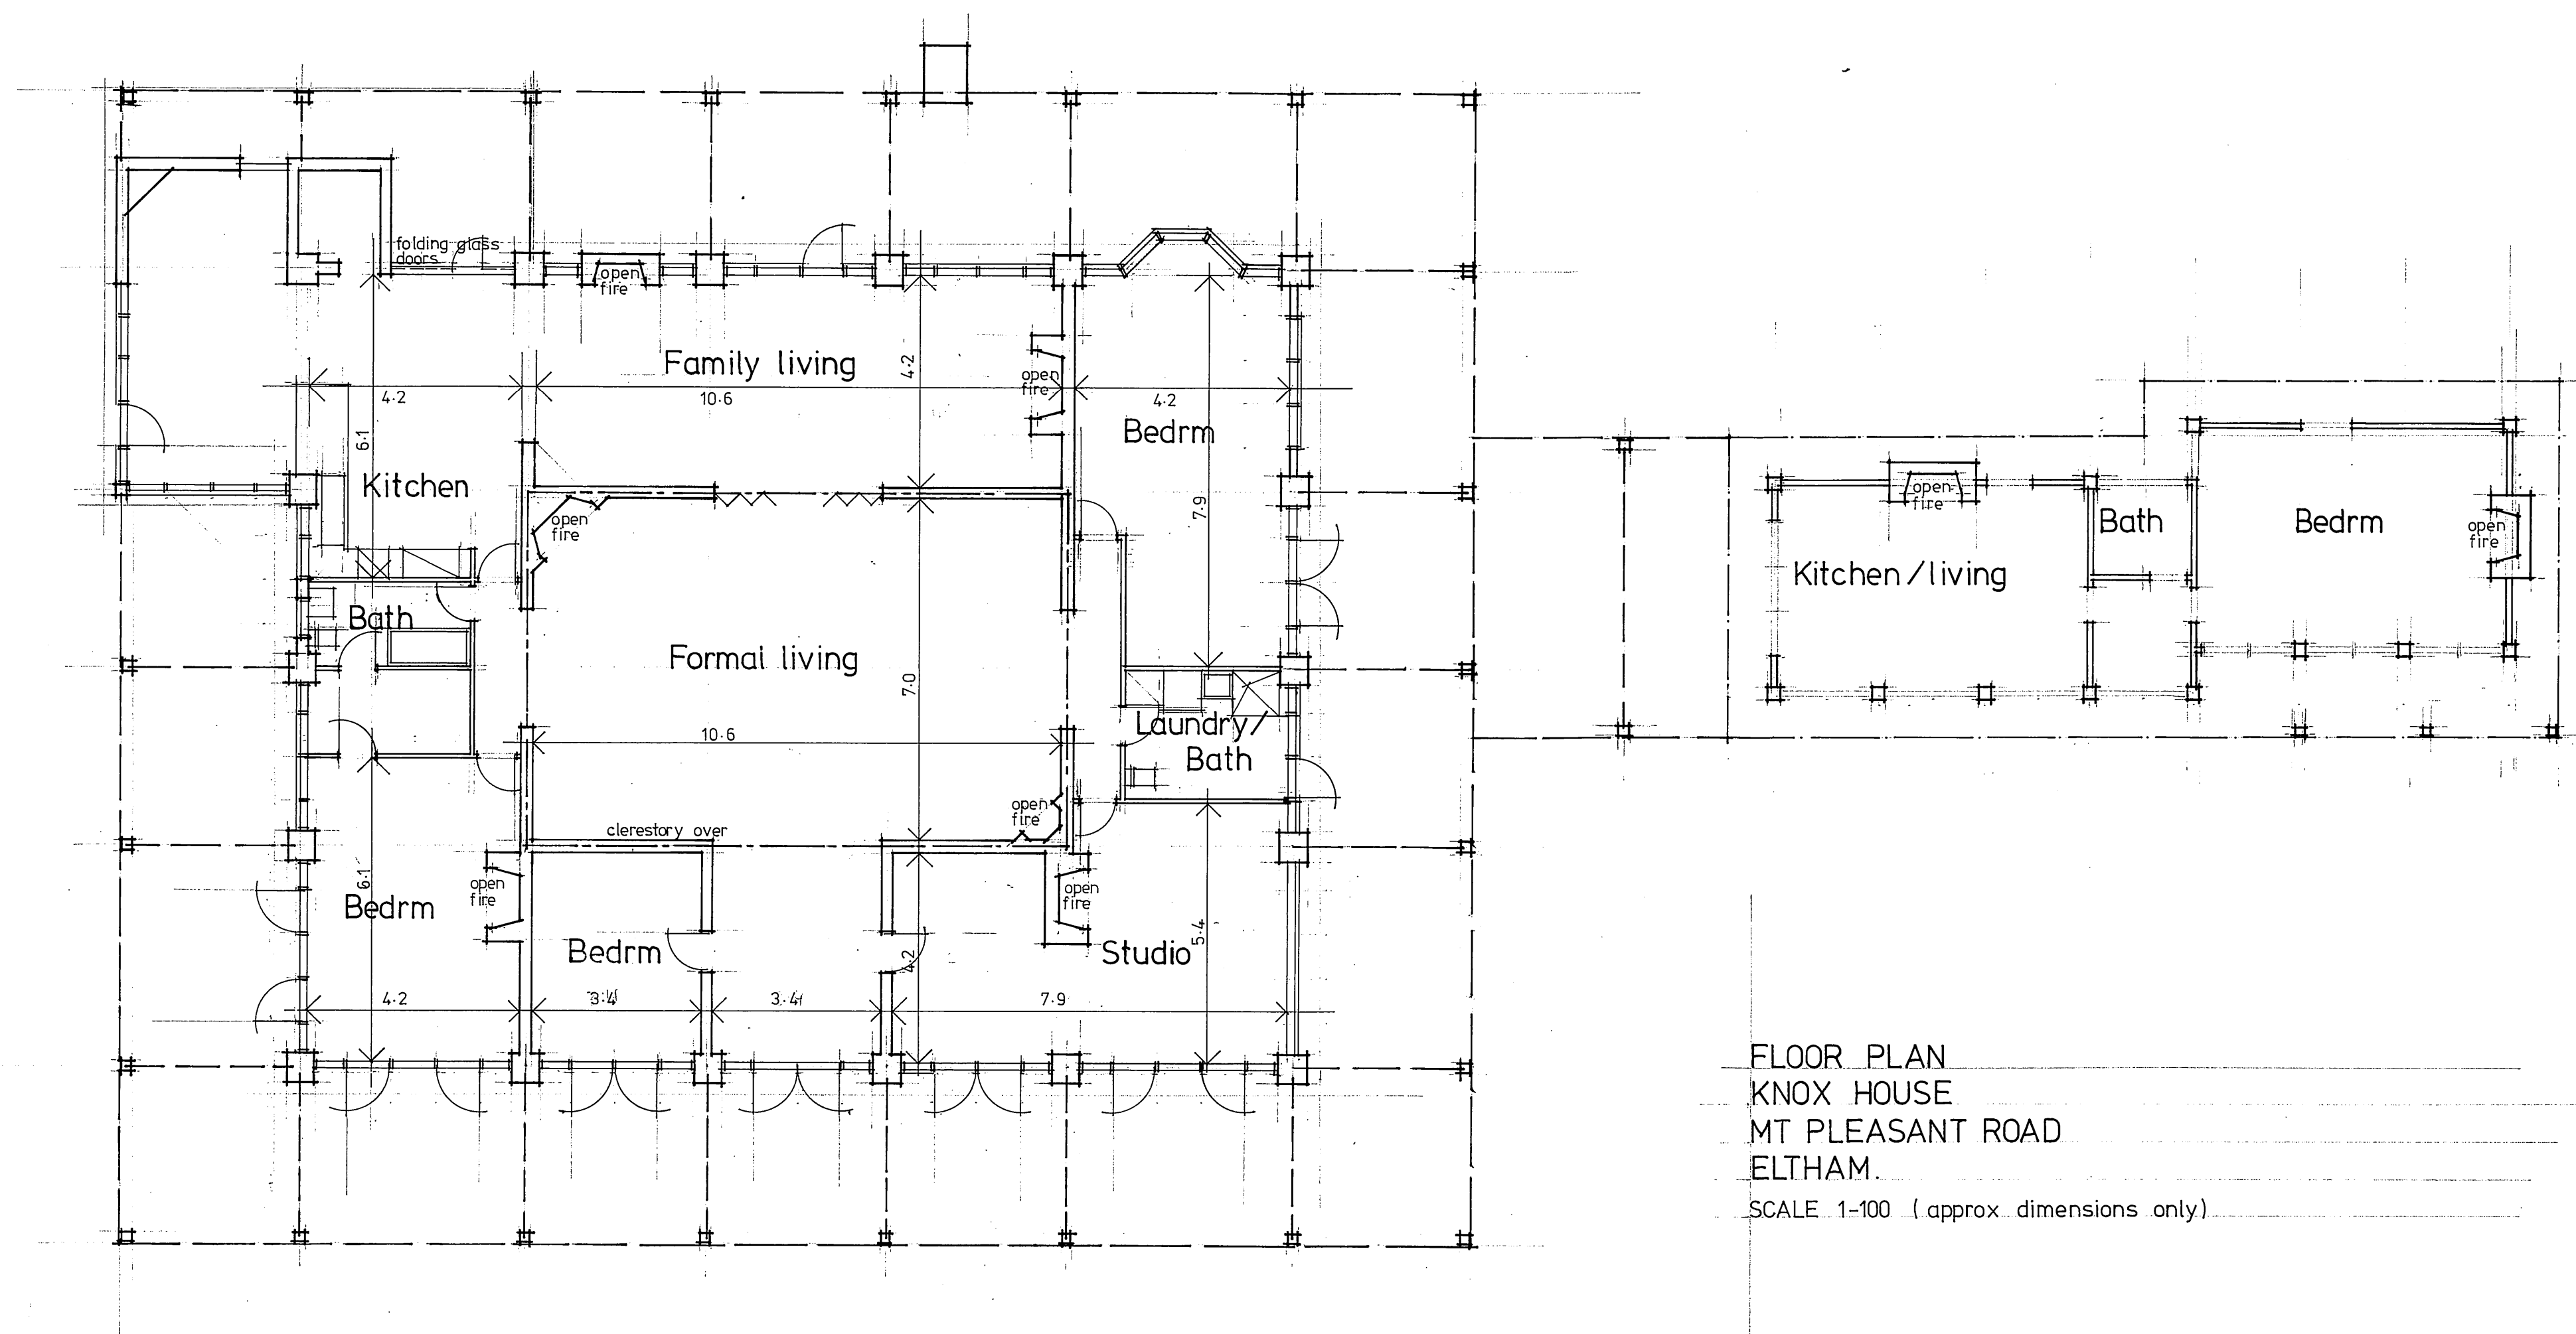 folding glass
doors
open
fire
Family living
4·2
open
fire
4·2
10·6
4·2
Bedrm
6·1
Kitchen
7·9
open
fire
Bath
Formal living
7·0
10·6
Laundry/
Bath
open
fire
clerestory over
6·1
open
fire
Bedrm
open
fire
Bedrm
4·2
Studio
5·4
4·2
3·4
3·4
7·9
open
fire
Kitchen/living
Bath
Bedrm
open
fire
FLOOR PLAN
KNOX HOUSE
MT PLEASANT ROAD
ELTHAM.
SCALE 1-100 (approx dimensions only)